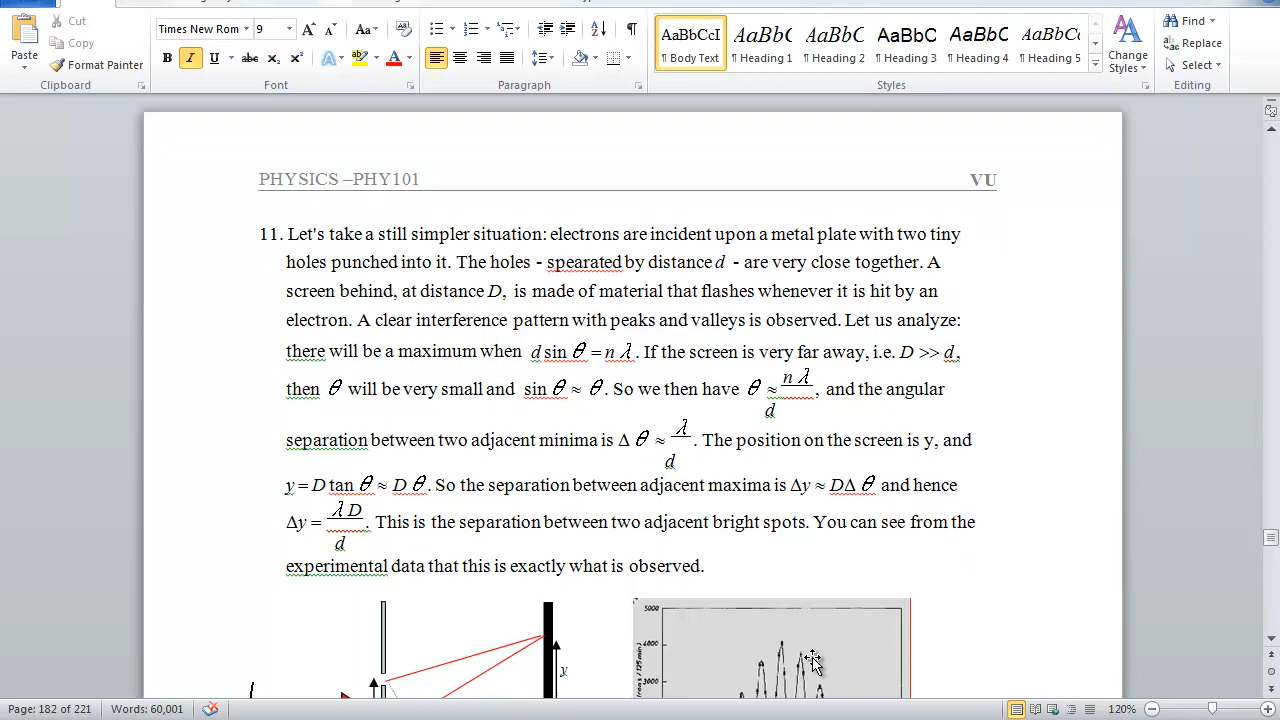 Cut
Copy
Format Painter
Paste
Clipboard
Times New Rom 9
Font
Paragraph
AaBbCcI AaBbC AaBbC AaBbC AaBbC AaBbCc
¶ Body Text ¶ Heading 1 ¶ Heading 2 ¶ Heading 3 ¶ Heading 4 ¶ Heading 5
Change Styles
Styles
Find
Replace
Select
Editing
PHYSICS –PHY101 VU
11. Let's take a still simpler situation: electrons are incident upon a metal plate with two tiny
holes punched into it. The holes - spearated by distance d - are very close together. A
screen behind, at distance D, is made of material that flashes whenever it is hit by an
electron. A clear interference pattern with peaks and valleys is observed. Let us analyze:
there will be a maximum when d sin θ = n λ. If the screen is very far away, i.e. D >> d,
then θ will be very small and sin θ ≈ θ. So we then have θ ≈ n λ / d, and the angular
separation between two adjacent minima is Δ θ ≈ λ / d. The position on the screen is y, and
y = D tan θ ≈ D θ. So the separation between adjacent maxima is Δy ≈ DΔ θ and hence
Δy = λ D / d. This is the separation between two adjacent bright spots. You can see from the
experimental data that this is exactly what is observed.
y
5000
4000
3000
Page: 182 of 221 Words: 60,001 120%